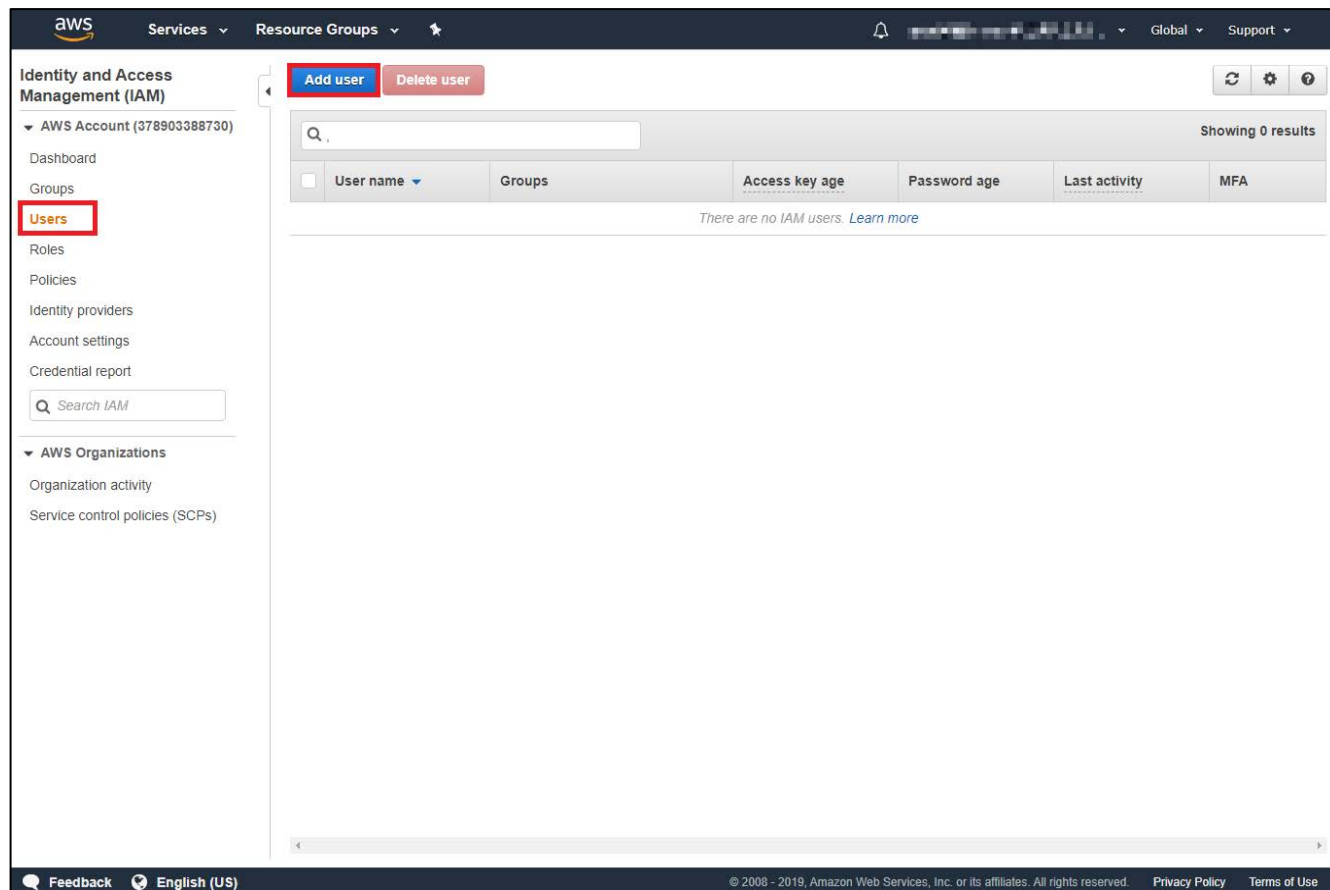 aws Services Resource Groups Global Support
Identity and Access
Management (IAM)
AWS Account (378903388730)
Dashboard
Groups
Users
Roles
Policies
Identity providers
Account settings
Credential report
Search IAM
AWS Organizations
Organization activity
Service control policies (SCPs)
Add user Delete user
, Showing 0 results
User name Groups Access key age Password age Last activity MFA
There are no IAM users. Learn more
Feedback English (US) © 2008 - 2019, Amazon Web Services, Inc. or its affiliates. All rights reserved. Privacy Policy Terms of Use